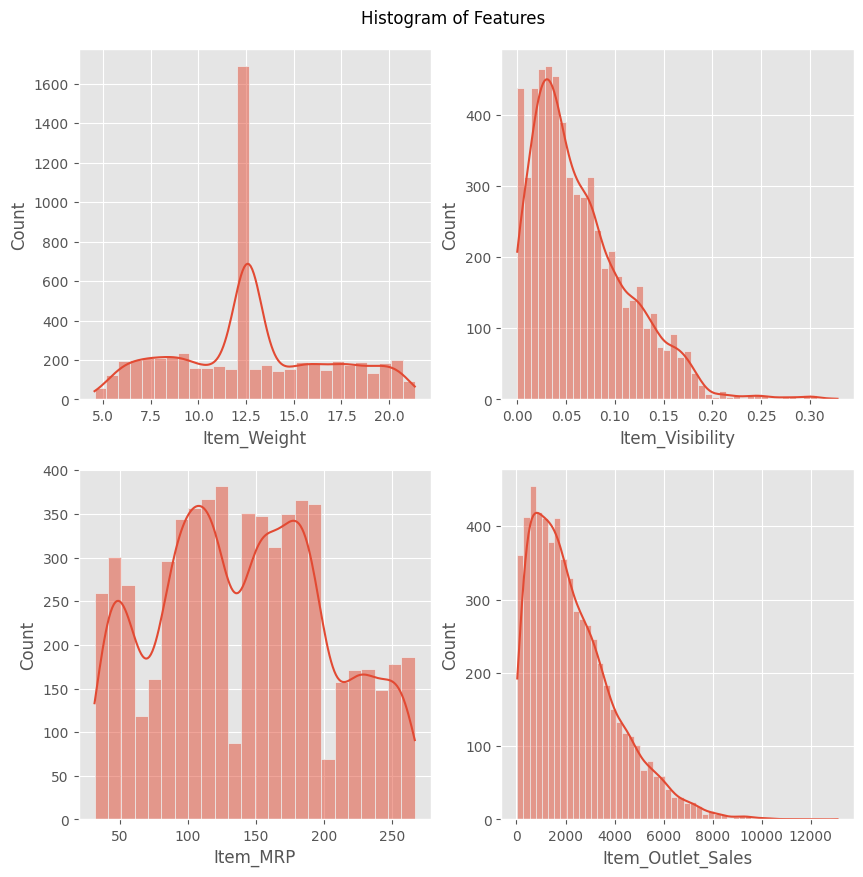 Histogram of Features
Count
1600
1400
1200
1000
800
600
400
200
0
5.0 7.5 10.0 12.5 15.0 17.5 20.0
Item_Weight
Count
400
300
200
100
0
0.00 0.05 0.10 0.15 0.20 0.25 0.30
Item_Visibility
Count
400
350
300
250
200
150
100
50
0
50 100 150 200 250
Item_MRP
Count
400
300
200
100
0
0 2000 4000 6000 8000 10000 12000
Item_Outlet_Sales